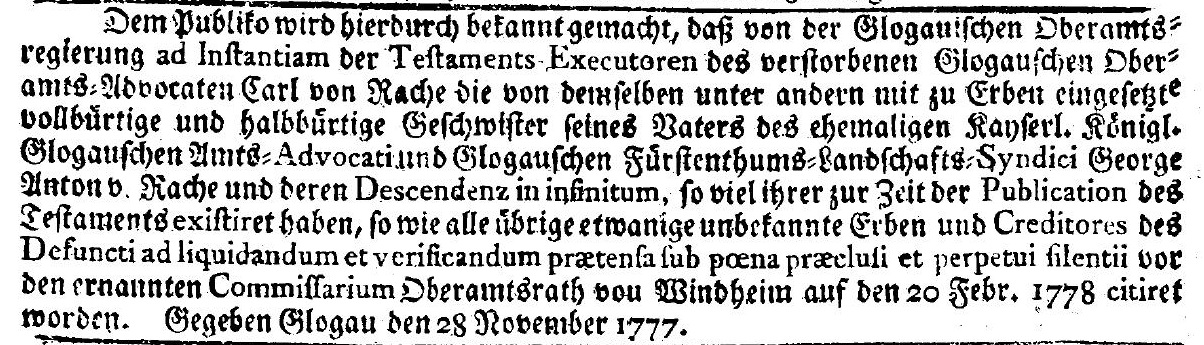 Dem Publiko wird hierdurch bekannt gemacht, daß von der Glogauischen Oberamts-
regierung ad Instantiam der Testaments-Executoren des verstorbenen Glogauschen Ober-
amts-Advocaten Carl von Rache die von demselben unter andern mit zu Erben eingesetzte
vollbürtige und halbbürtige Geschwister seines Vaters des ehemaligen Kayserl. Königl.
Glogauschen Amts-Advocati und Glogauschen Fürstenthums-Landschafts-Syndici George
Anton v. Rache und deren Descendenz in infinitum, so viel ihrer zur Zeit der Publication des
Testaments existiret haben, so wie alle übrige etwanige unbekannte Erben und Creditores des
Defuncti ad liquidandum et verificandum prætensa sub pœna præclusi et perpetui silentii vor
den ernannten Commissarium Oberamtsrath vou Windheim auf den 20 Febr. 1778 citiret
worden. Gegeben Glogau den 28 November 1777.